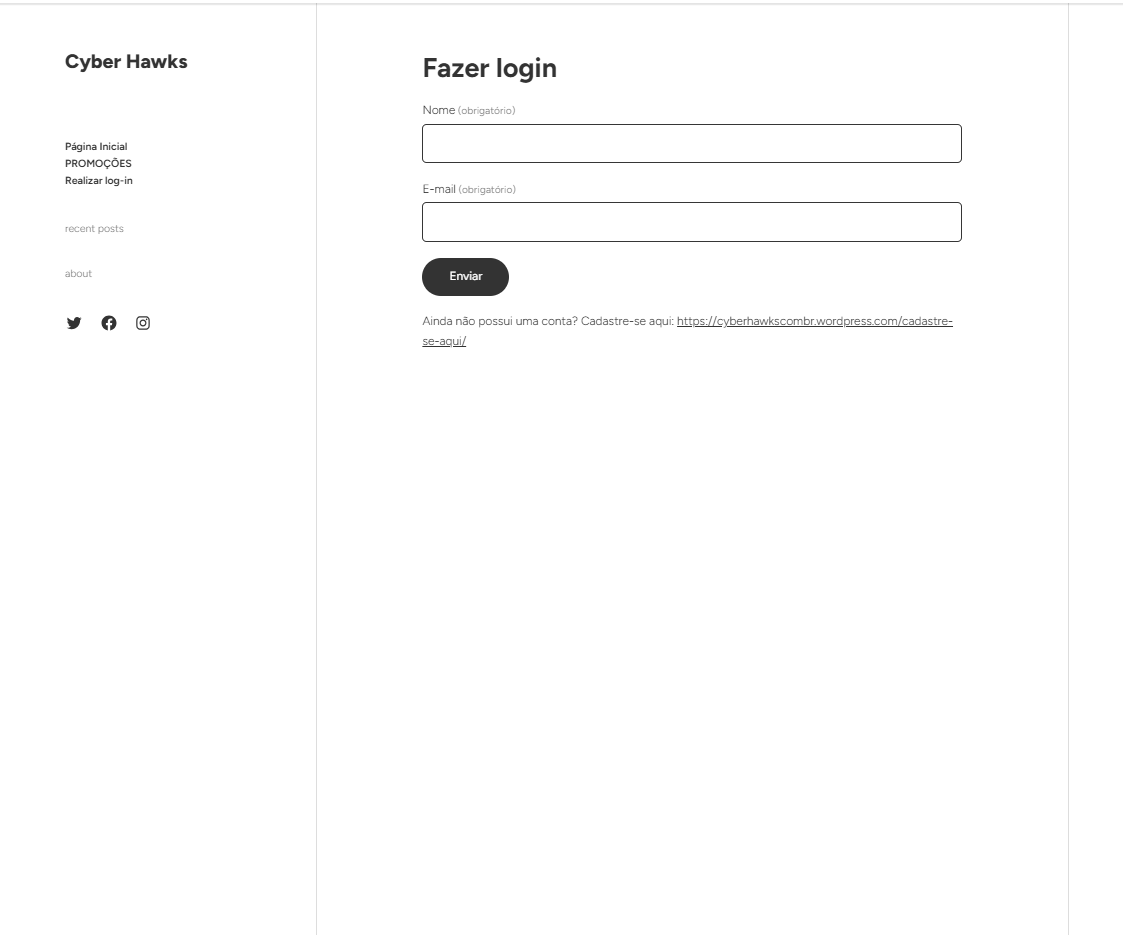 Cyber Hawks
Página Inicial
PROMOÇÕES
Realizar log-in
recent posts
about
Fazer login
Nome (obrigatório)
E-mail (obrigatório)
Enviar
Ainda não possui uma conta? Cadastre-se aqui: https://cyberhawkscombr.wordpress.com/cadastre-
se-aqui/